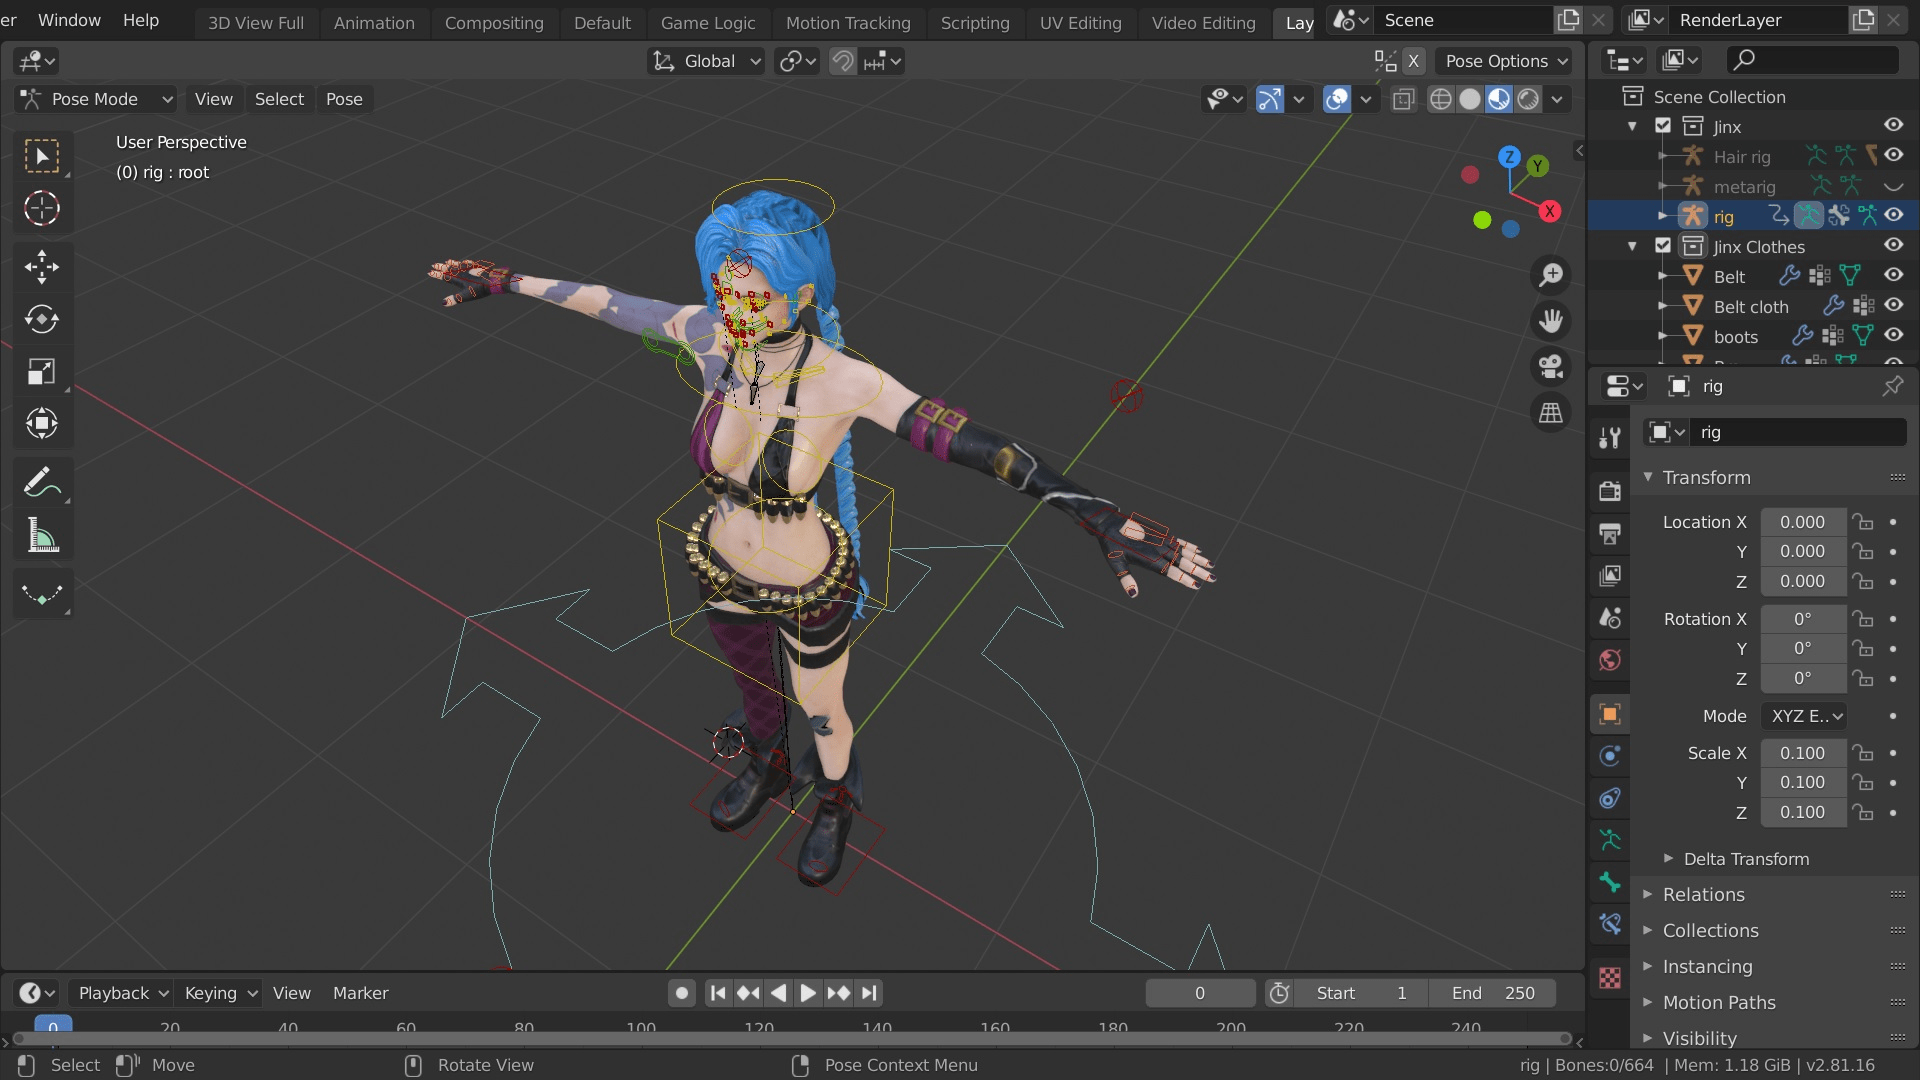 er Window Help 3D View Full Animation Compositing Default Game Logic Motion Tracking Scripting UV Editing Video Editing Lay Scene RenderLayer
Global X Pose Options
Pose Mode View Select Pose
User Perspective
(0) rig : root
Z
Y
X
Scene Collection
Jinx
Hair rig
metarig
rig
Jinx Clothes
Belt
Belt cloth
boots
rig
rig
Transform
Location X 0.000
Y 0.000
Z 0.000
Rotation X 0°
Y 0°
Z 0°
Mode XYZ E..
Scale X 0.100
Y 0.100
Z 0.100
Delta Transform
Relations
Collections
Instancing
Motion Paths
Visibility
Playback Keying View Marker 0 Start 1 End 250
0 20 40 60 80 100 120 140 160 180 200 220 240
Select Move Rotate View Pose Context Menu rig | Bones:0/664 | Mem: 1.18 GiB | v2.81.16